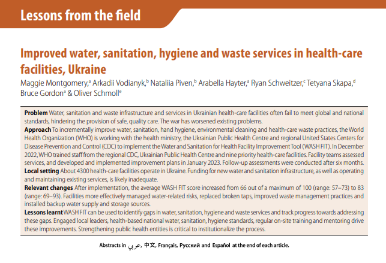 Lessons from the field
Improved water, sanitation, hygiene and waste services in health-care
facilities, Ukraine
Maggie Montgomery,ᵃ Arkadii Vodianyk,ᵇ Nataliia Piven,ᵇ Arabella Hayter,ᵃ Ryan Schweitzer,ᶜ Tetyana Skapa,ᵈ
Bruce Gordonᵃ & Oliver Schmollᵉ
Problem Water, sanitation and waste infrastructure and services in Ukrainian health-care facilities often fail to meet global and national
standards, hindering the provision of safe, quality care. The war has worsened existing problems.
Approach To incrementally improve water, sanitation, hand hygiene, environmental cleaning and health-care waste practices, the World
Health Organization (WHO) is working with the health ministry, the Ukrainian Public Health Centre and regional United States Centers for
Disease Prevention and Control (CDC) to implement the Water and Sanitation for Health Facility Improvement Tool (WASH FIT). In December
2022, WHO trained staff from the regional CDC, Ukrainian Public Health Centre and nine priority health-care facilities. Facility teams assessed
services, and developed and implemented improvement plans in January 2023. Follow-up assessments were conducted after six months.
Local setting About 4300 health-care facilities operate in Ukraine. Funding for new water and sanitation infrastructure, as well as operating
and maintaining existing services, is likely inadequate.
Relevant changes After implementation, the average WASH FIT score increased from 66 out of a maximum of 100 (range: 57–73) to 83
(range: 69–93). Facilities more effectively managed water-related risks, replaced broken taps, improved waste management practices and
installed backup water supply and storage sources.
Lessons learnt WASH FIT can be used to identify gaps in water, sanitation, hygiene and waste services and track progress towards addressing
these gaps. Engaged local leaders, health-based national water, sanitation, hygiene standards, regular on-site training and mentoring drive
these improvements. Strengthening public health entities is critical to institutionalize the process.
Abstracts in عربي, 中文, Français, Русский and Español at the end of each article.